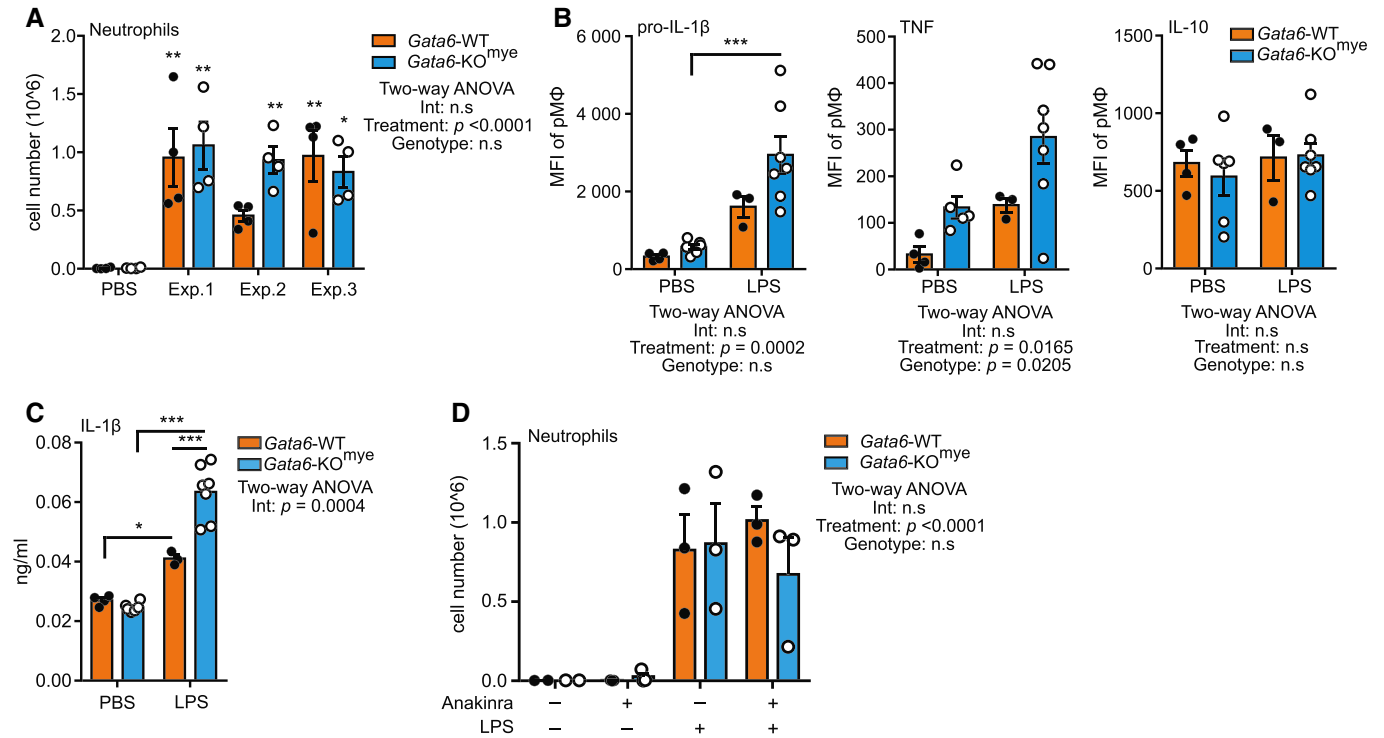 A
Neutrophils
cell number (10^6)
2.0
1.5
1.0
0.5
0.0
** ** ** ** *
PBS Exp.1 Exp.2 Exp.3
Gata6-WT
Gata6-KOmye
Two-way ANOVA
Int: n.s
Treatment: p <0.0001
Genotype: n.s
B
pro-IL-1β
MFI of pMΦ
6 000
4 000
2 000
0
***
PBS LPS
Two-way ANOVA
Int: n.s
Treatment: p = 0.0002
Genotype: n.s
TNF
MFI of pMΦ
500
400
300
200
100
0
PBS LPS
Two-way ANOVA
Int: n.s
Treatment: p = 0.0165
Genotype: p = 0.0205
IL-10
MFI of pMΦ
1500
1000
500
0
Gata6-WT
Gata6-KOmye
PBS LPS
Two-way ANOVA
Int: n.s
Treatment: n.s
Genotype: n.s
C
IL-1β
ng/ml
0.08
0.06
0.04
0.02
0.00
***
***
*
PBS LPS
Gata6-WT
Gata6-KOmye
Two-way ANOVA
Int: p = 0.0004
D
Neutrophils
cell number (10^6)
1.5
1.0
0.5
0.0
Anakinra − + − +
LPS − − + +
Gata6-WT
Gata6-KOmye
Two-way ANOVA
Int: n.s
Treatment: p <0.0001
Genotype: n.s